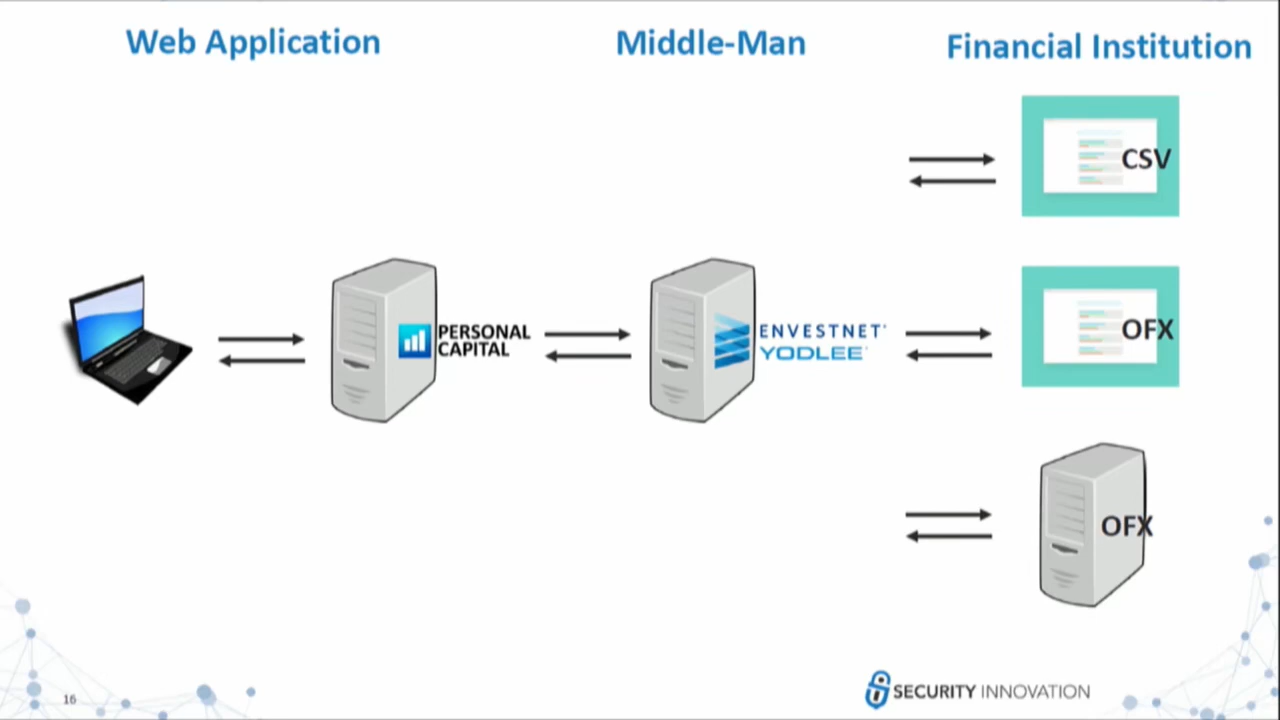 Web Application
Middle-Man
Financial Institution
CSV
PERSONAL
CAPITAL
ENVESTNET
YODLEE
OFX
OFX
16
SECURITY INNOVATION